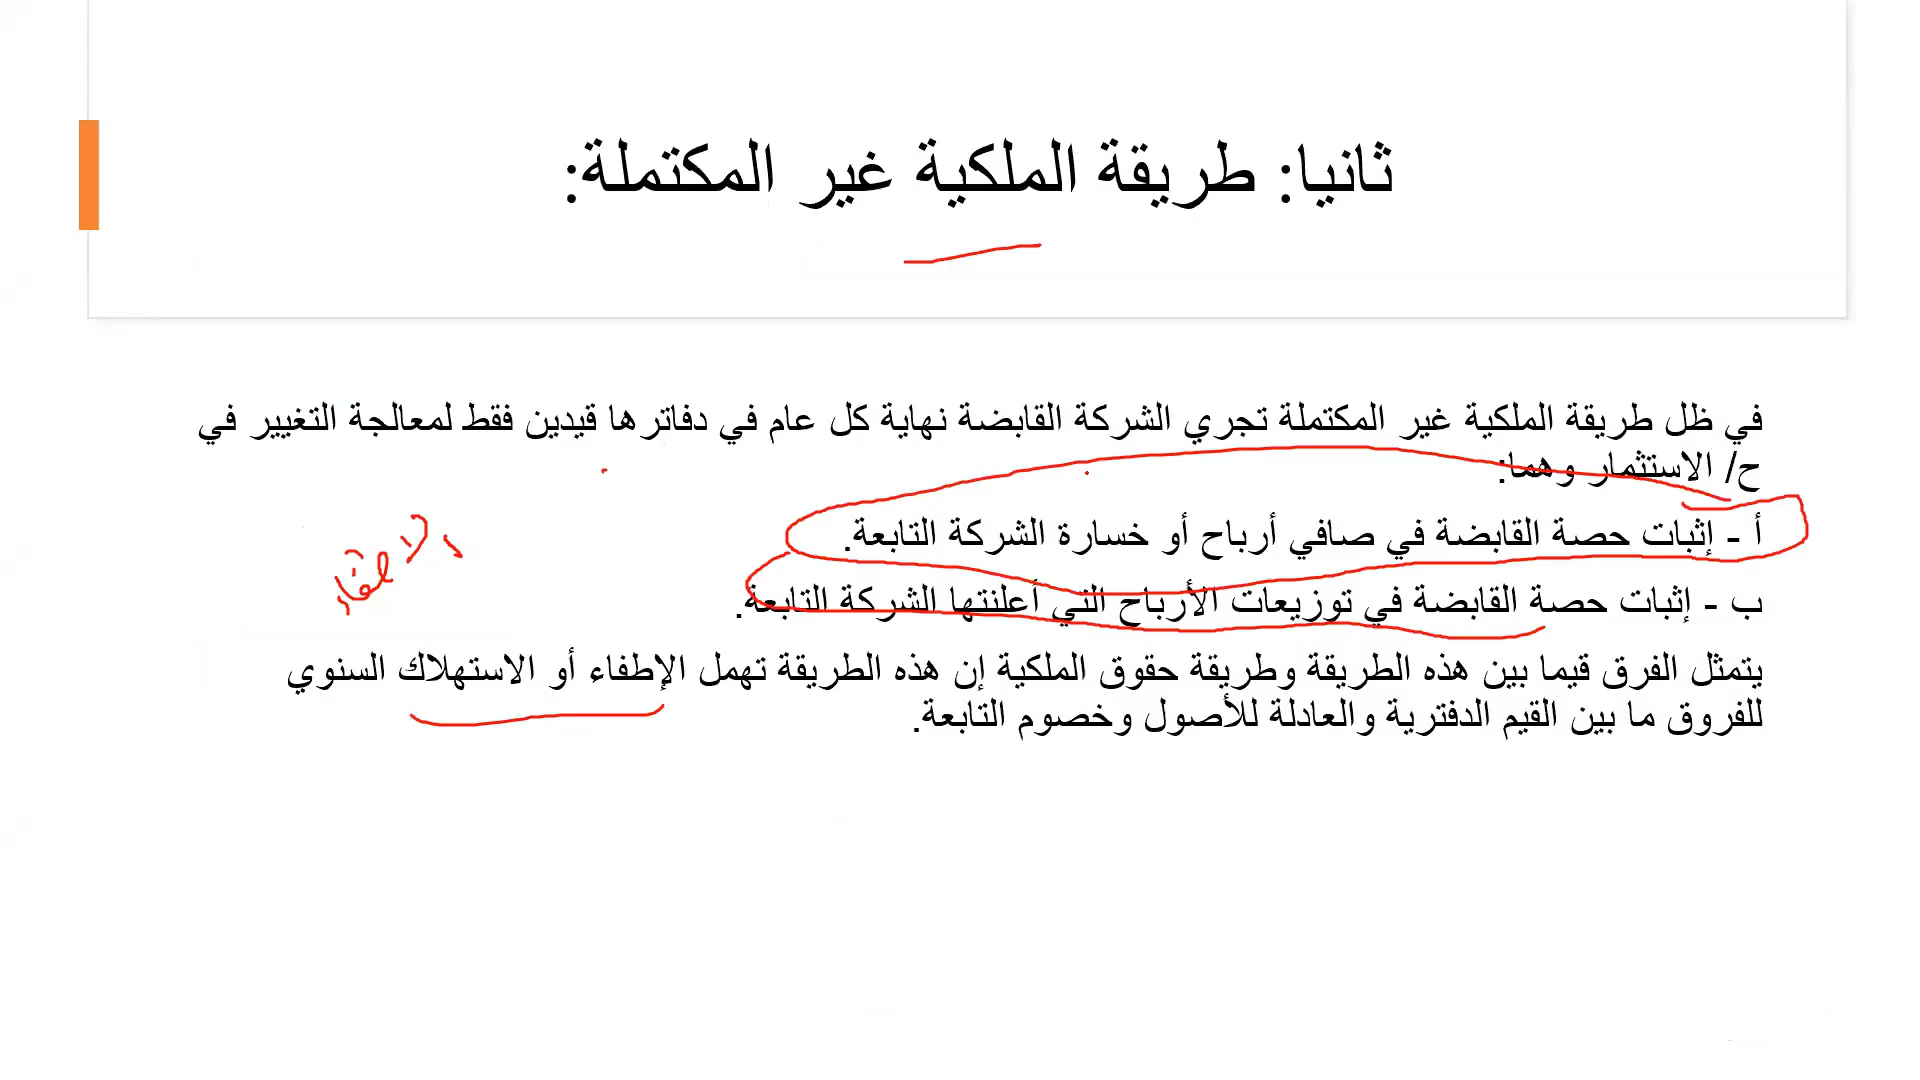 ثانيا: طريقة الملكية غير المكتملة:
في ظل طريقة الملكية غير المكتملة تجري الشركة القابضة نهاية كل عام في دفاترها قيدين فقط لمعالجة التغيير في
ح/ الاستثمار وهما:
أ - إثبات حصة القابضة في صافي أرباح أو خسارة الشركة التابعة.
ب - إثبات حصة القابضة في توزيعات الأرباح التي أعلنتها الشركة التابعة.
يتمثل الفرق قيما بين هذه الطريقة وطريقة حقوق الملكية إن هذه الطريقة تهمل الإطفاء أو الاستهلاك السنوي
للفروق ما بين القيم الدفترية والعادلة للأصول وخصوم التابعة.